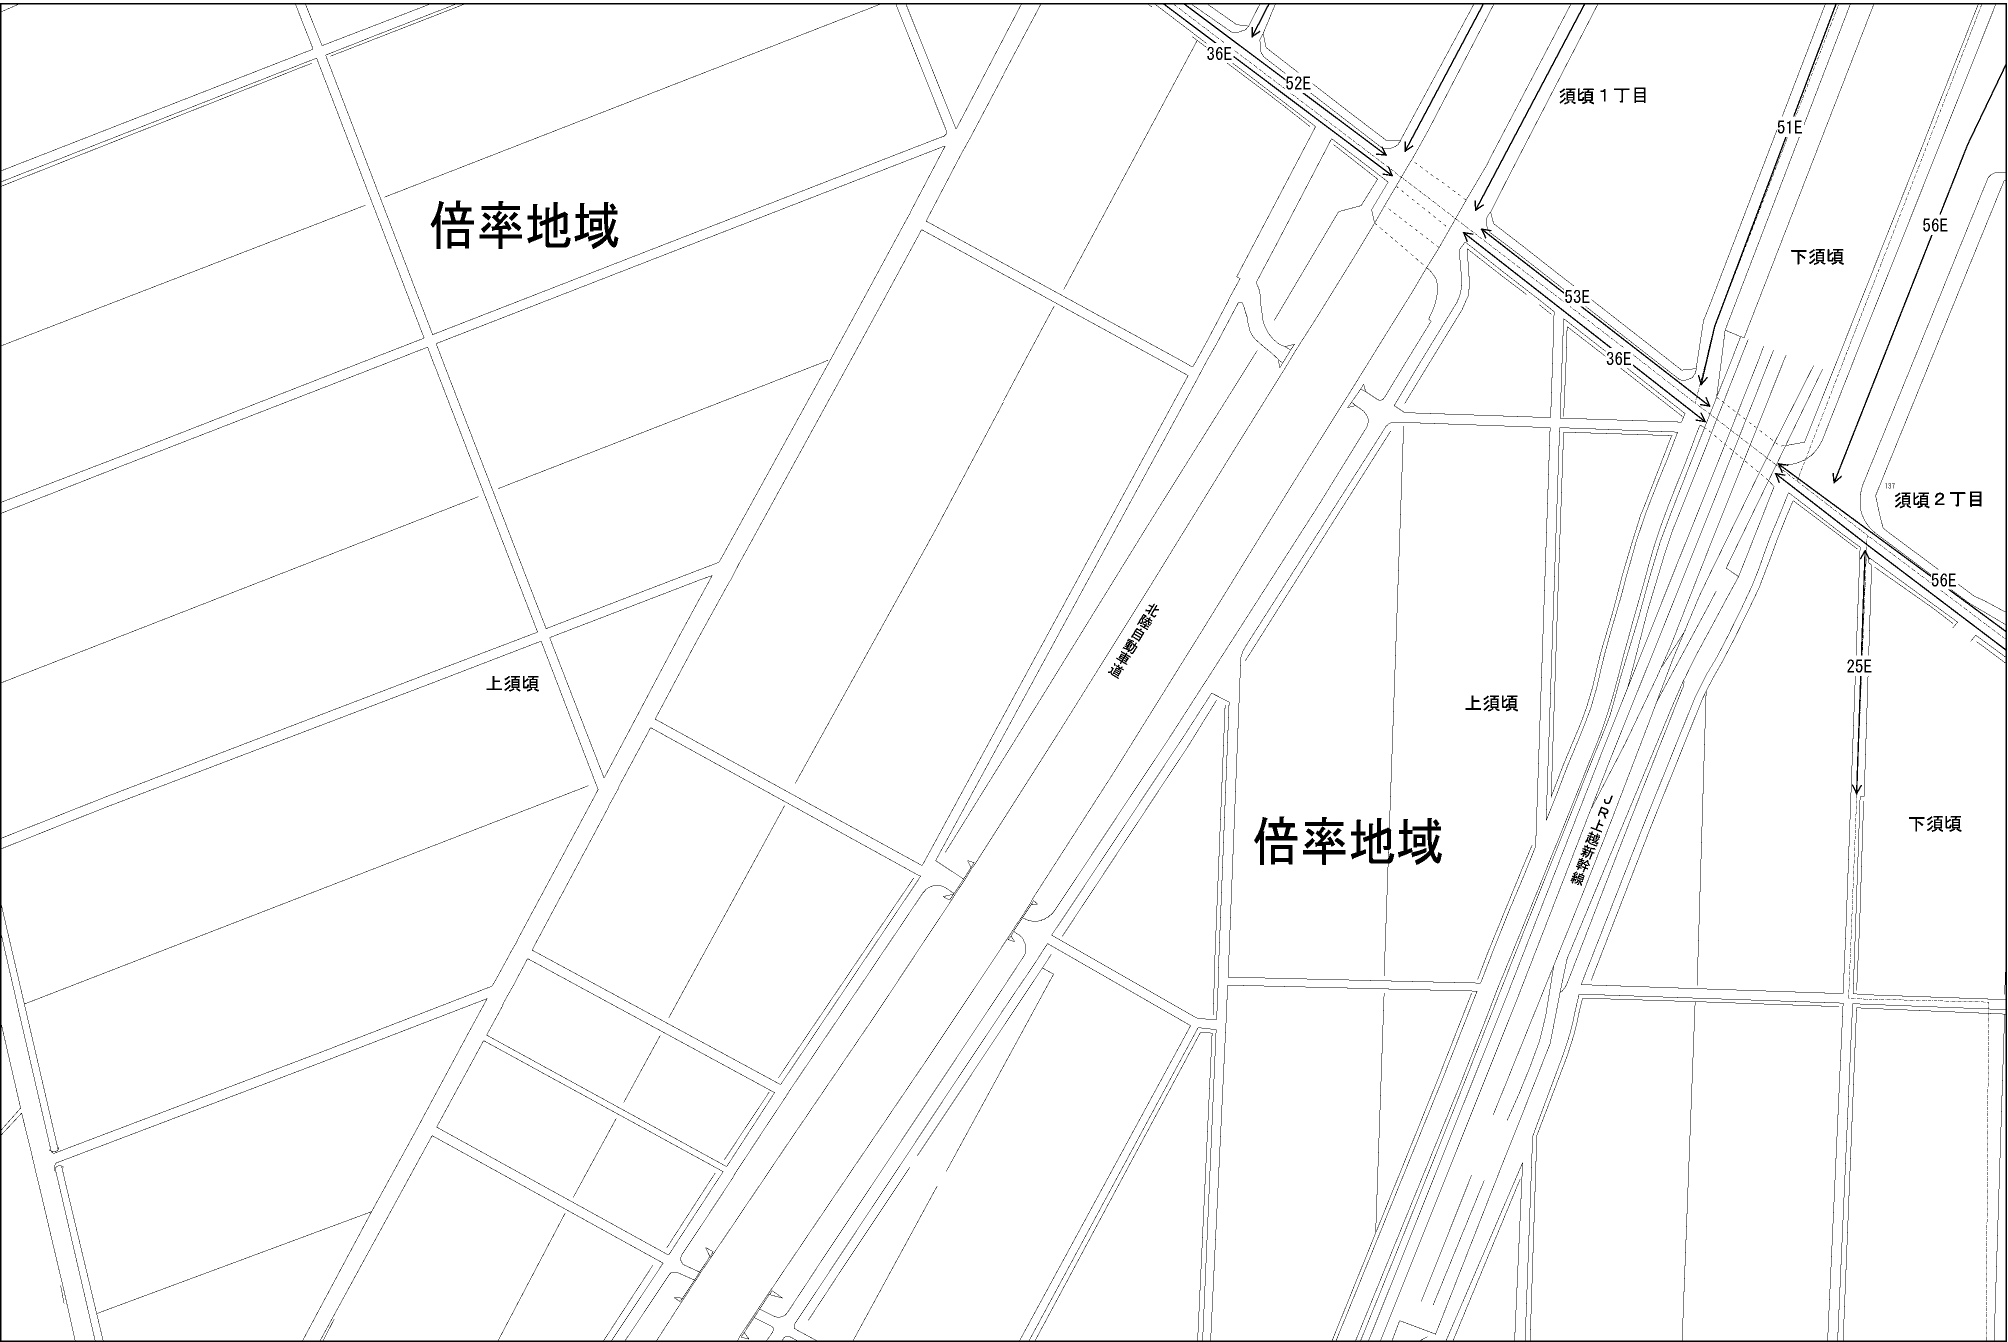 36E
52E
須頃１丁目
51E
倍率地域
56E
下須頃
53E
36E
137
須頃２丁目
56E
北陸自動車道
25E
上須頃
上須頃
下須頃
倍率地域
ＪＲ上越新幹線